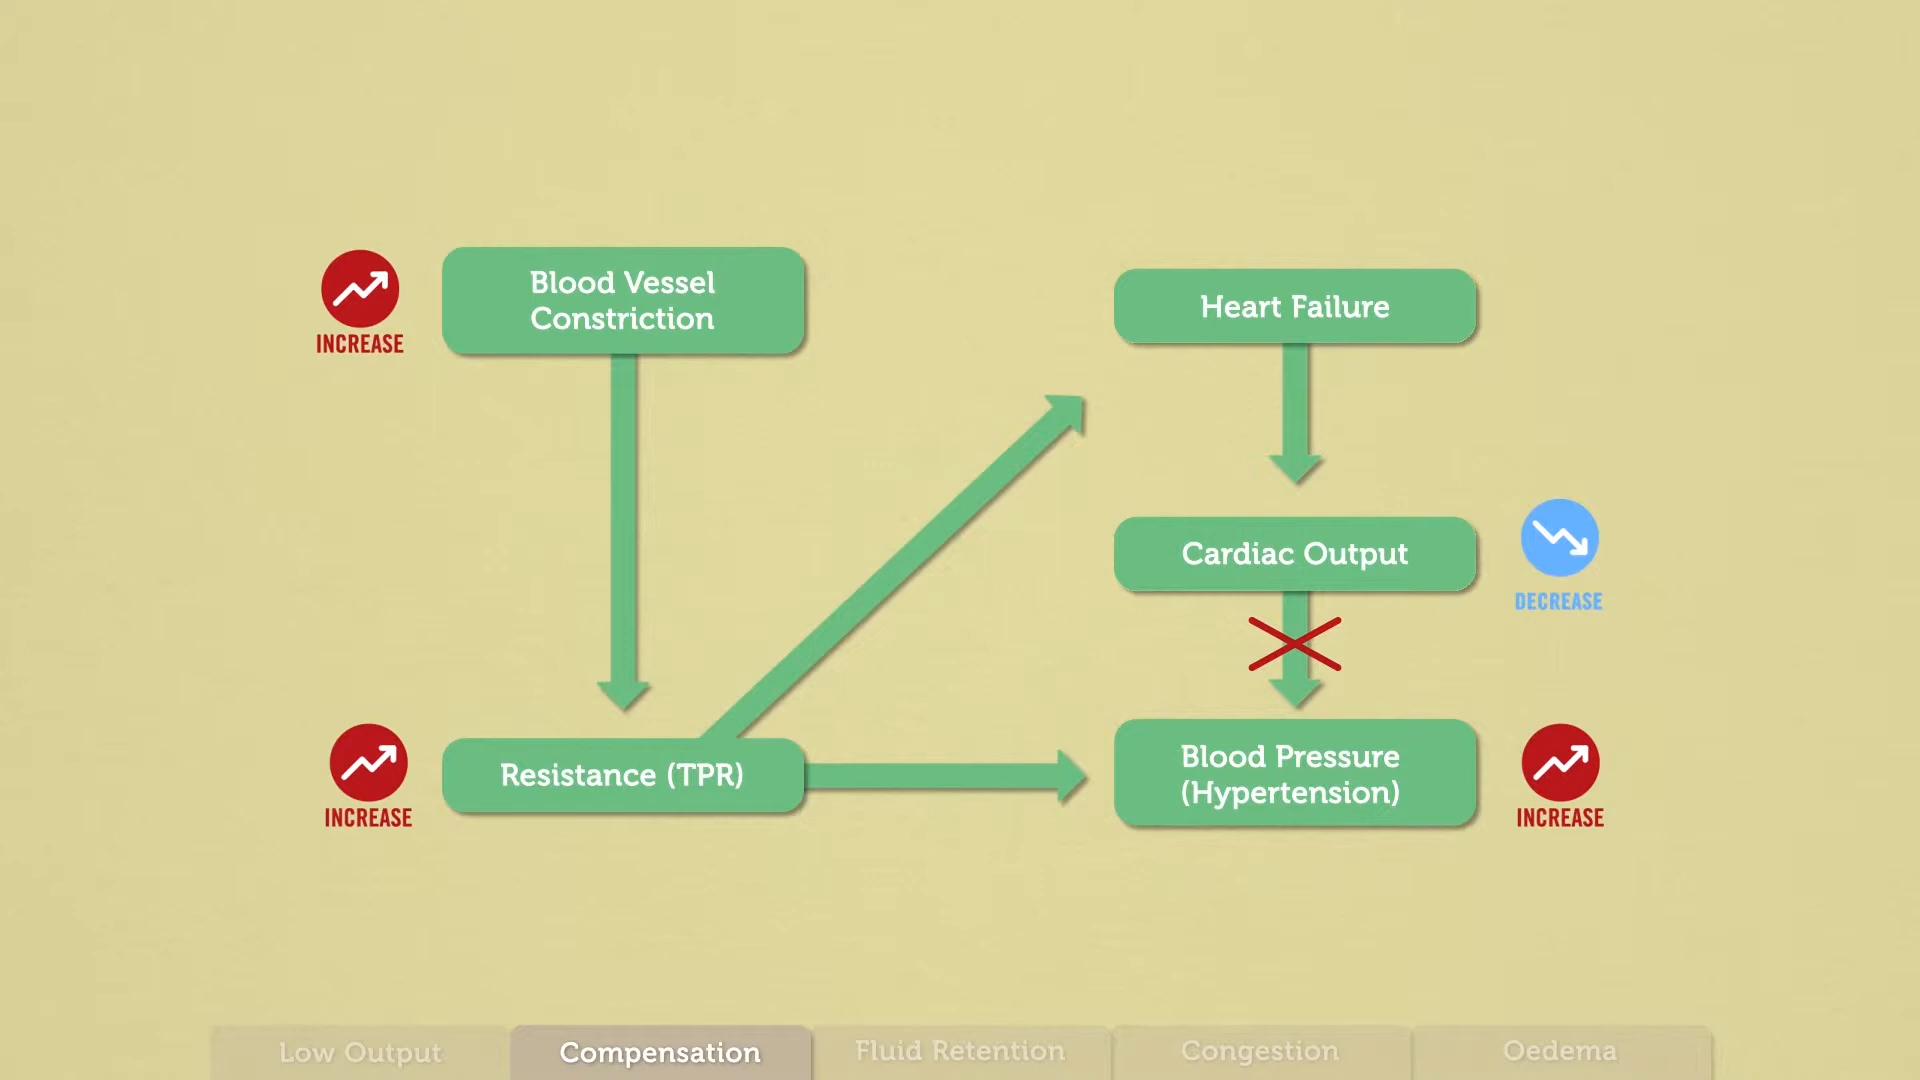 Blood Vessel
Constriction
INCREASE
Heart Failure
Cardiac Output
DECREASE
Resistance (TPR)
INCREASE
Blood Pressure
(Hypertension)
INCREASE
Low Output
Compensation
Fluid Retention
Congestion
Oedema